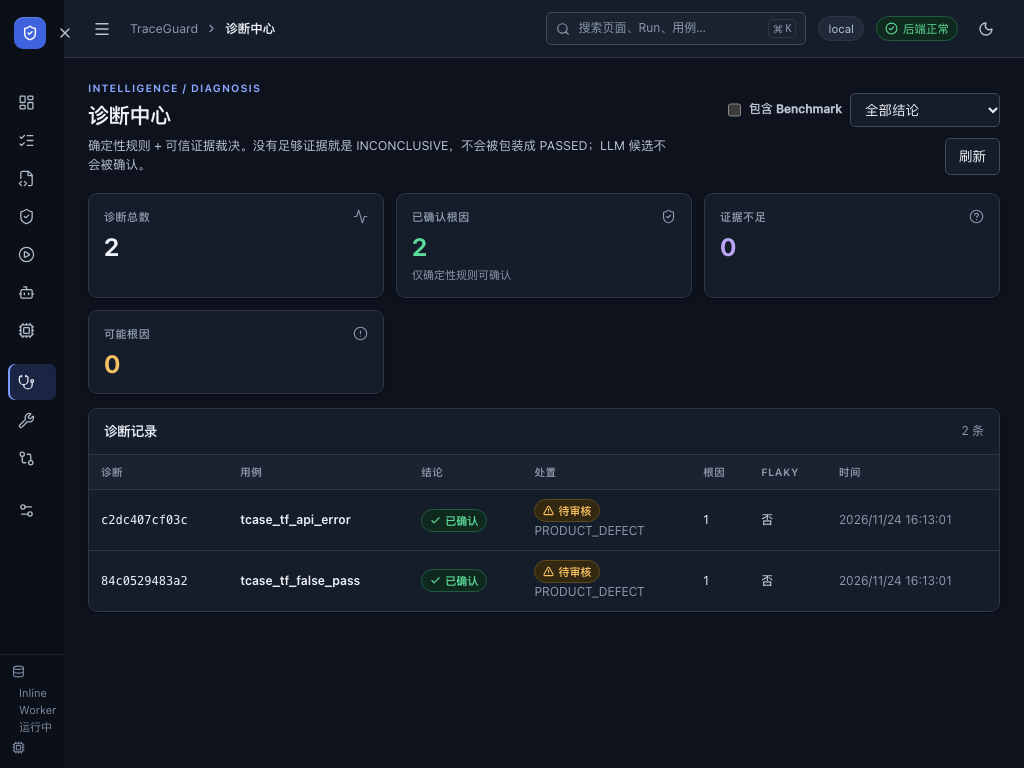 TraceGuard
诊断中心
搜索页面、Run、用例...
⌘ K
local
后端正常
INTELLIGENCE / DIAGNOSIS
诊断中心
包含 Benchmark
全部结论
确定性规则 + 可信证据裁决。没有足够证据就是 INCONCLUSIVE，不会被包装成 PASSED；LLM 候选不
会被确认。
刷新
诊断总数
2
已确认根因
2
仅确定性规则可确认
证据不足
0
可能根因
0
诊断记录
2 条
诊断 用例 结论 处置 根因 FLAKY 时间
c2dc407cf03c tcase_tf_api_error 已确认 待审核 PRODUCT_DEFECT 1 否 2026/11/24 16:13:01
84c0529483a2 tcase_tf_false_pass 已确认 待审核 PRODUCT_DEFECT 1 否 2026/11/24 16:13:01
Inline
Worker
运行中